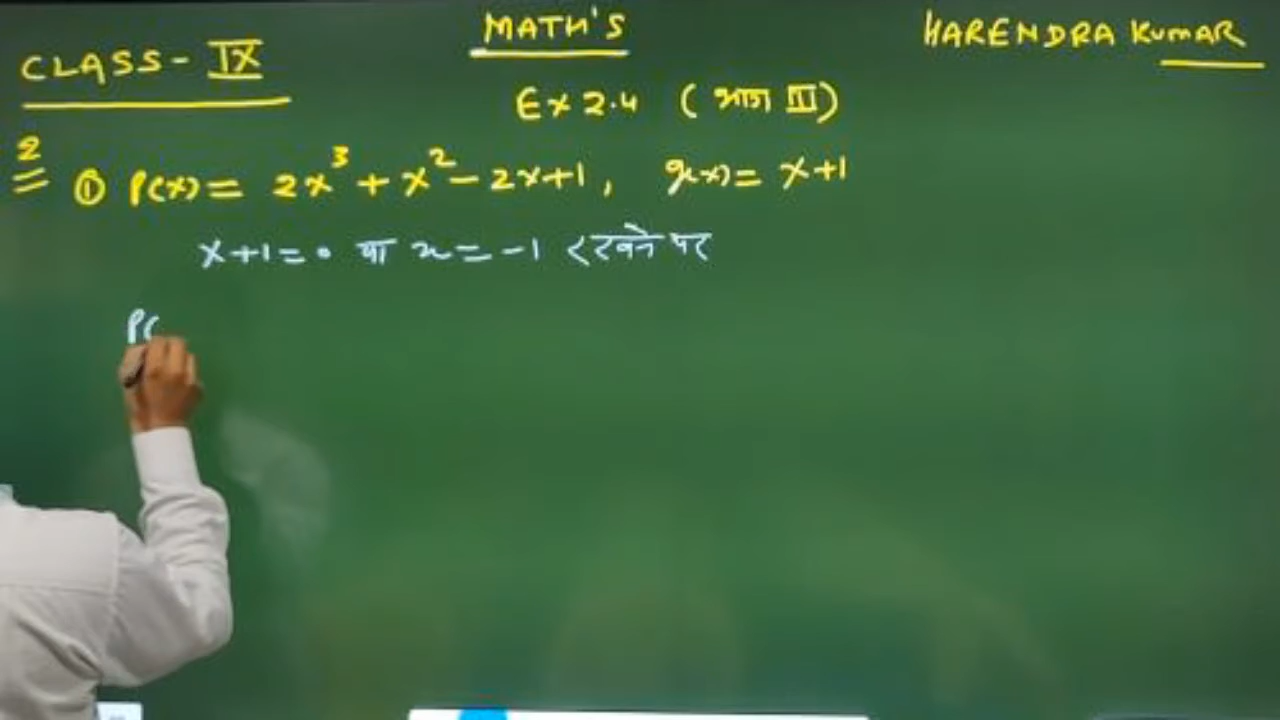 MATH'S
HARENDRA KUMAR
CLASS- IX
Ex 2.4 (भाग III)
2
① P(x)= 2x³+x²-2x+1, g(x)= x+1
x+1=0 या x=-1 रखने पर
P(